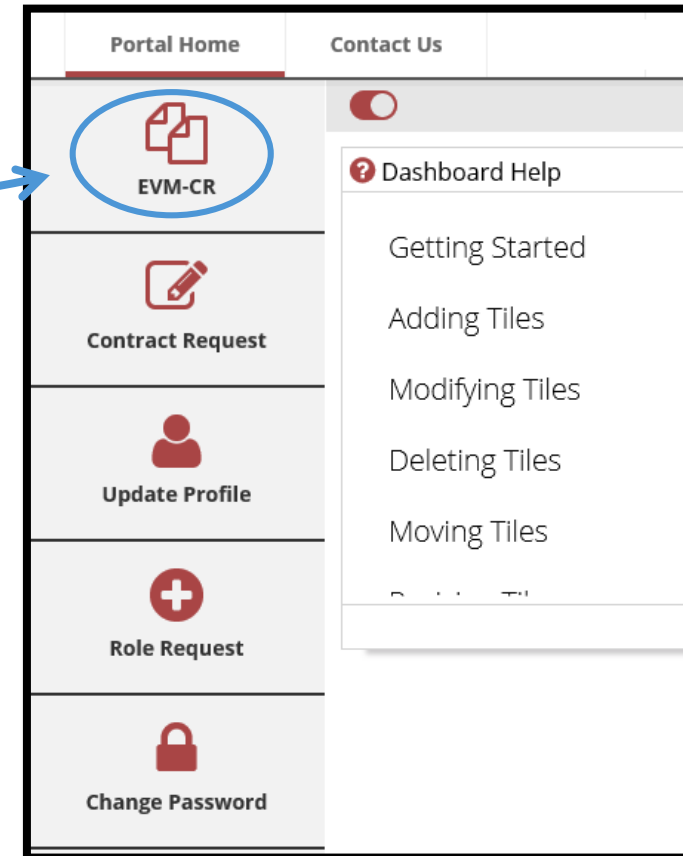 Portal Home
Contact Us
EVM-CR
Contract Request
Update Profile
Role Request
Change Password
Dashboard Help
Getting Started
Adding Tiles
Modifying Tiles
Deleting Tiles
Moving Tiles